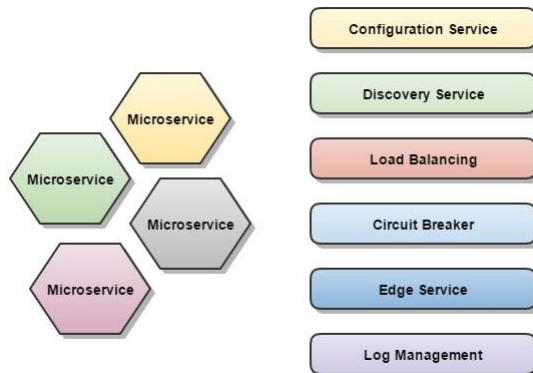 Microservice
Microservice
Microservice
Microservice
Configuration Service
Discovery Service
Load Balancing
Circuit Breaker
Edge Service
Log Management